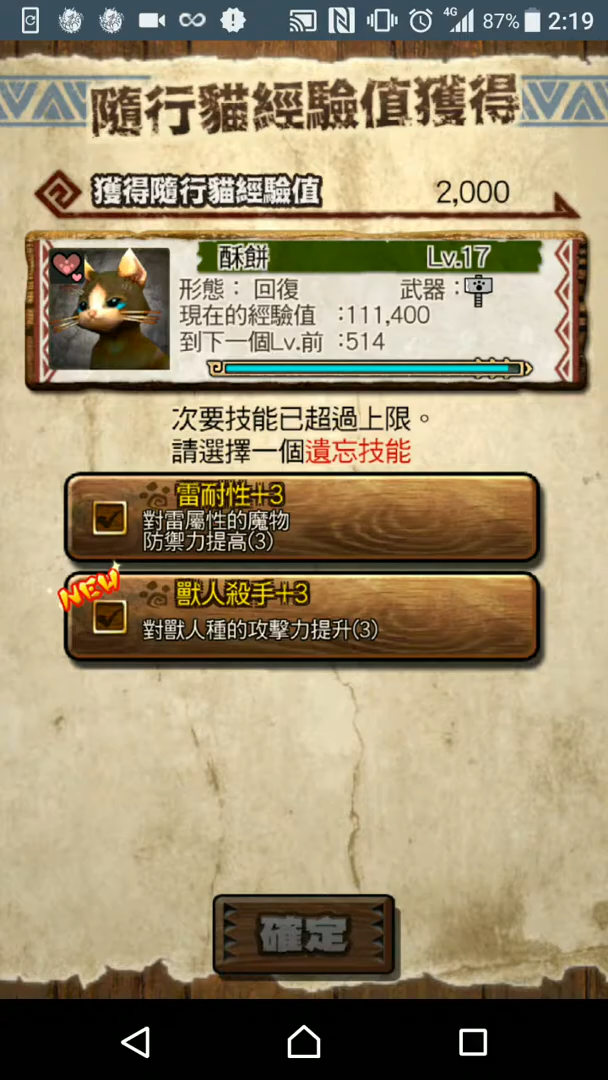 4G 87% 2:19
隨行貓經驗值獲得
獲得隨行貓經驗值 2,000
酥餅 Lv.17
形態：回復 武器：
現在的經驗值 :111,400
到下一個Lv.前 :514
次要技能已超過上限。
請選擇一個遺忘技能
雷耐性+3
對雷屬性的魔物
防禦力提高(3)
NEW
獸人殺手+3
對獸人種的攻擊力提升(3)
確定